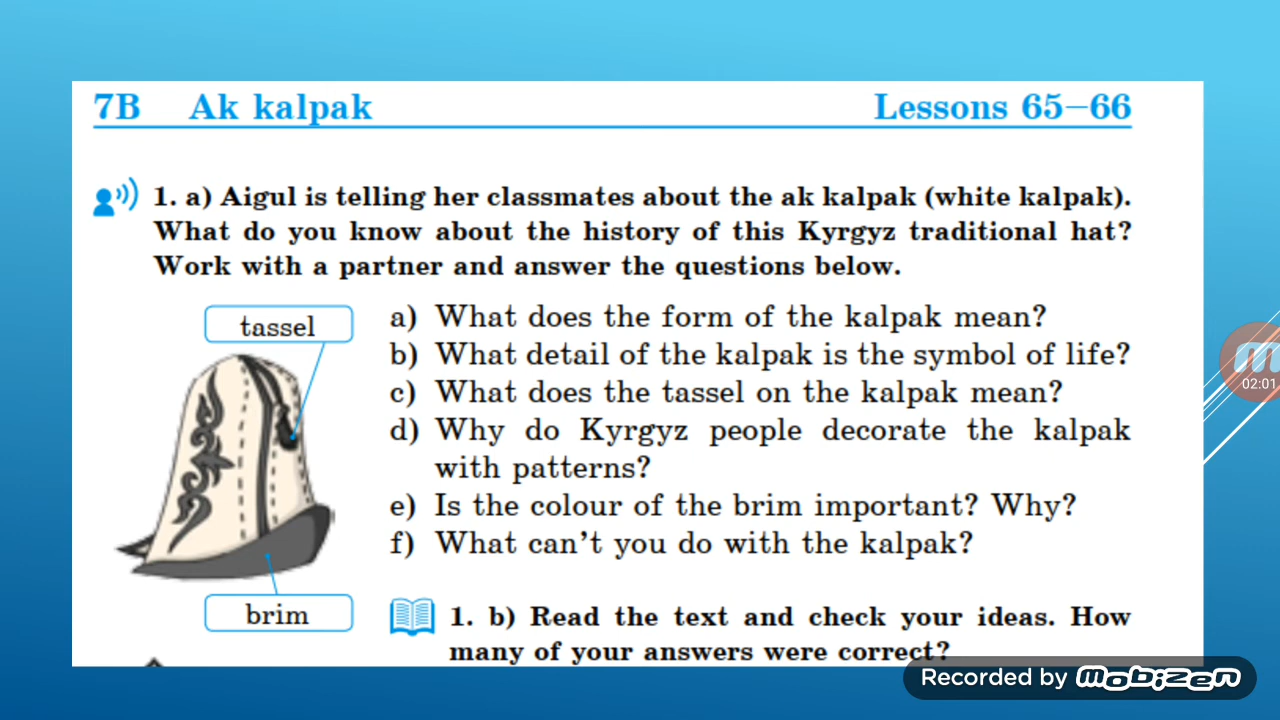 7B Ak kalpak Lessons 65–66
1. a) Aigul is telling her classmates about the ak kalpak (white kalpak).
What do you know about the history of this Kyrgyz traditional hat?
Work with a partner and answer the questions below.
tassel
a) What does the form of the kalpak mean?
b) What detail of the kalpak is the symbol of life?
c) What does the tassel on the kalpak mean?
d) Why do Kyrgyz people decorate the kalpak
with patterns?
e) Is the colour of the brim important? Why?
f) What can't you do with the kalpak?
brim
1. b) Read the text and check your ideas. How
many of your answers were correct?
02:01
Recorded by mobizen